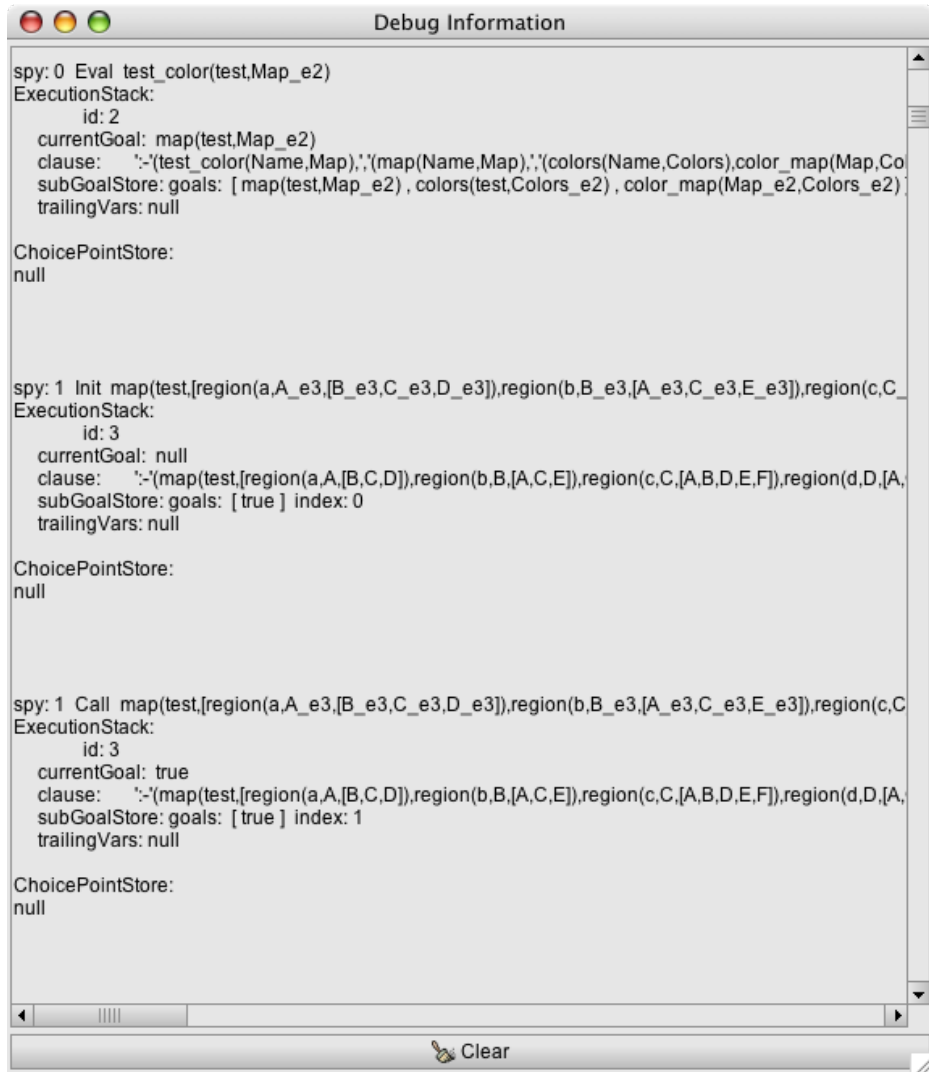 Debug Information
spy: 0 Eval test_color(test,Map_e2)
ExecutionStack:
id: 2
currentGoal: map(test,Map_e2)
clause: ':-'(test_color(Name,Map),','(map(Name,Map),','(colors(Name,Colors),color_map(Map,Col
subGoalStore: goals: [ map(test,Map_e2) , colors(test,Colors_e2) , color_map(Map_e2,Colors_e2) ]
trailingVars: null
ChoicePointStore:
null
spy: 1 Init map(test,[region(a,A_e3,[B_e3,C_e3,D_e3]),region(b,B_e3,[A_e3,C_e3,E_e3]),region(c,C_
ExecutionStack:
id: 3
currentGoal: null
clause: ':-'(map(test,[region(a,A,[B,C,D]),region(b,B,[A,C,E]),region(c,C,[A,B,D,E,F]),region(d,D,[A,
subGoalStore: goals: [ true ] index: 0
trailingVars: null
ChoicePointStore:
null
spy: 1 Call map(test,[region(a,A_e3,[B_e3,C_e3,D_e3]),region(b,B_e3,[A_e3,C_e3,E_e3]),region(c,C
ExecutionStack:
id: 3
currentGoal: true
clause: ':-'(map(test,[region(a,A,[B,C,D]),region(b,B,[A,C,E]),region(c,C,[A,B,D,E,F]),region(d,D,[A,
subGoalStore: goals: [ true ] index: 1
trailingVars: null
ChoicePointStore:
null
Clear